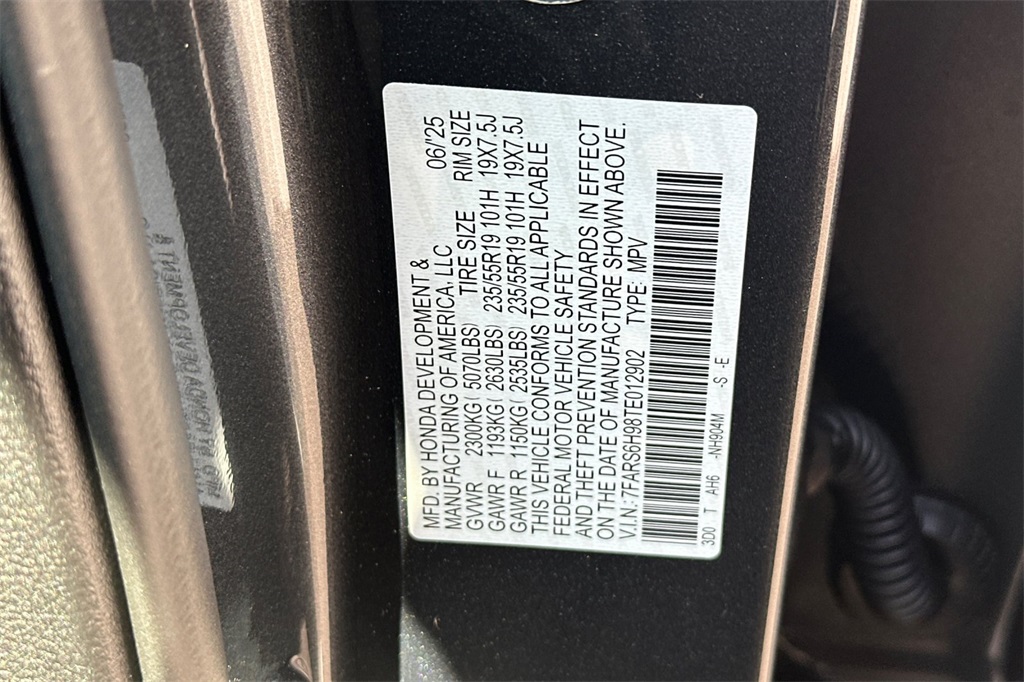 MFD. BY HONDA DEVELOPMENT & 06/'25
MANUFACTURING OF AMERICA, LLC
GVWR 2300KG( 5070LBS) TIRE SIZE RIM SIZE
GAWR F 1193KG( 2630LBS) 235/55R19 101H 19X7.5J
GAWR R 1150KG( 2535LBS) 235/55R19 101H 19X7.5J
THIS VEHICLE CONFORMS TO ALL APPLICABLE
FEDERAL MOTOR VEHICLE SAFETY
AND THEFT PREVENTION STANDARDS IN EFFECT
ON THE DATE OF MANUFACTURE SHOWN ABOVE.
V.I.N.: 7FARS6H98TE012902 TYPE: MPV
3D0 T AH6 -NH904M -S -E